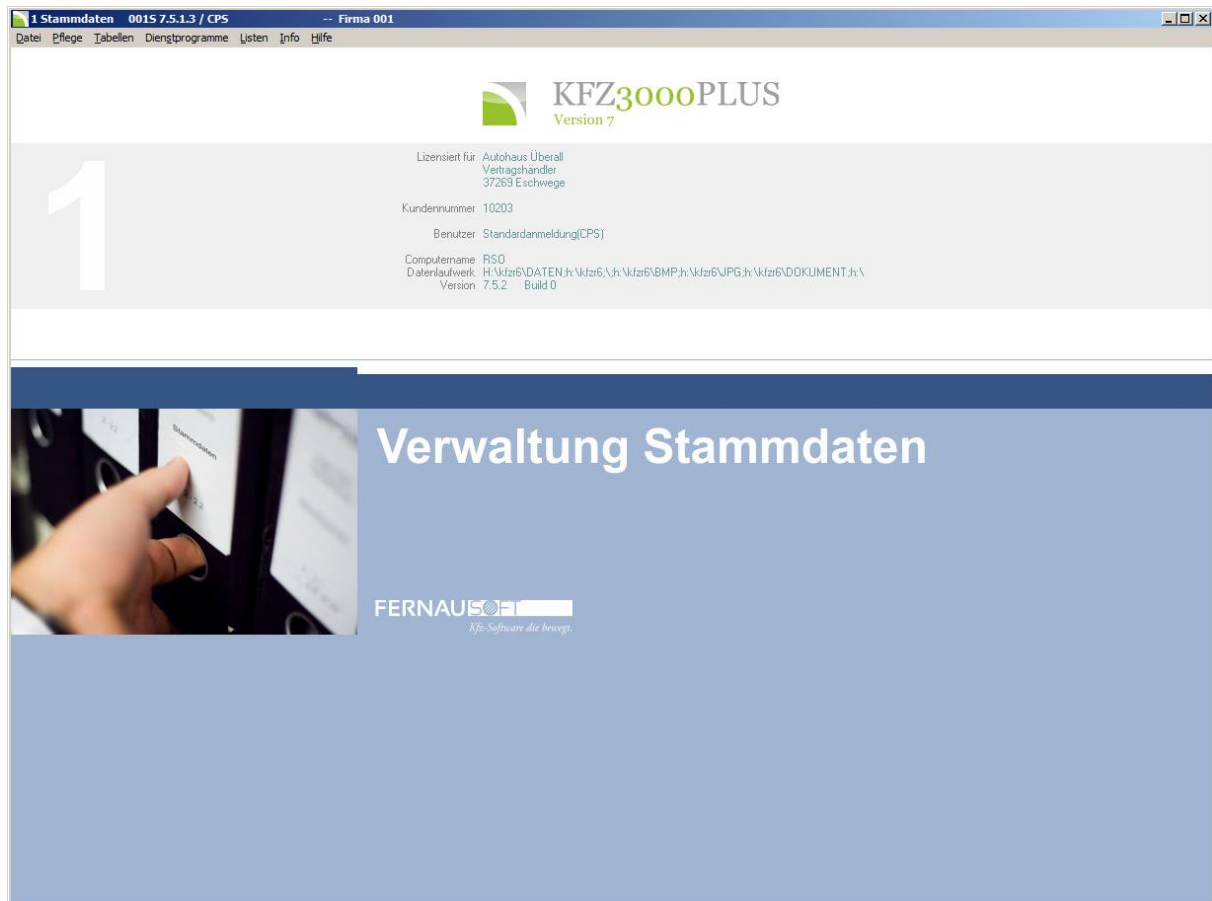 1 Stammdaten 001S 7.5.1.3 / CPS -- Firma 001
Datei Pflege Tabellen Dienstprogramme Listen Info Hilfe
KFZ3000PLUS
Version 7
1
Lizensiert für Autohaus Überall
Vertragshändler
37269 Eschwege
Kundennummer 10203
Benutzer Standardanmeldung(CPS)
Computername RSO
Datenlaufwerk H:\kfzr6\DATEN;h:\kfzr6;\;h:\kfzr6\BMP;h:\kfzr6\JPG;h:\kfzr6\DOKUMENT;h:\
Version 7.5.2 Build 0
Stammdaten
Verwaltung Stammdaten
FERNAUSOFT
Kfz-Software die bewegt.